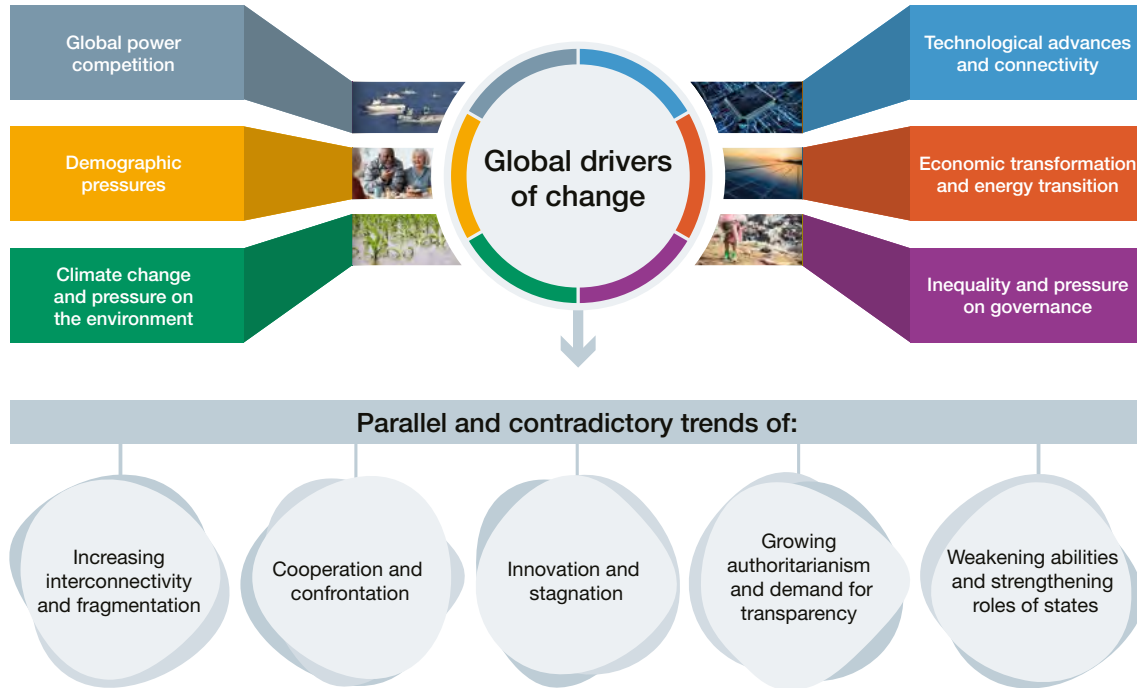 Global power
competition
Demographic
pressures
Climate change
and pressure on
the environment
Global drivers
of change
Technological advances
and connectivity
Economic transformation
and energy transition
Inequality and pressure
on governance
Parallel and contradictory trends of:
Increasing
interconnectivity
and fragmentation
Cooperation and
confrontation
Innovation and
stagnation
Growing
authoritarianism
and demand for
transparency
Weakening abilities
and strengthening
roles of states